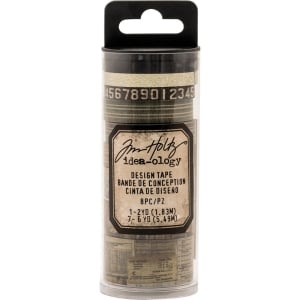 456789012345
Tim Holtz
idea-ology
DESIGN TAPE
BANDE DE CONCEPTION
CINTA DE DISEÑO
8PC/PZ
1-2YD (1,83M)
7- 6YD (5,49M)